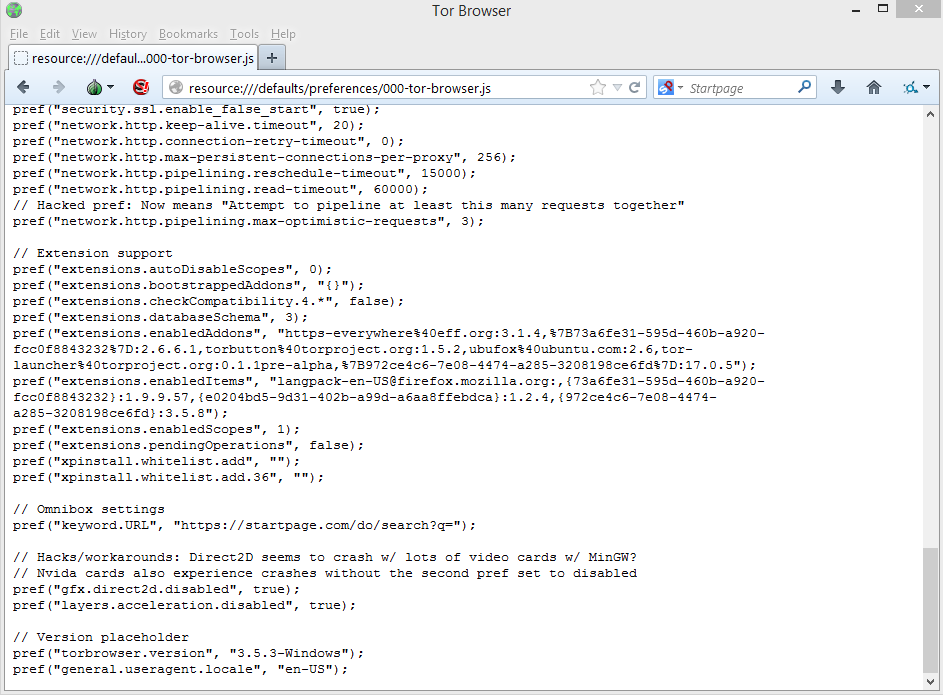 Tor Browser
File Edit View History Bookmarks Tools Help
resource:///defaul...000-tor-browser.js
resource:///defaults/preferences/000-tor-browser.js Startpage
pref("security.ssl.enable_false_start", true);
pref("network.http.keep-alive.timeout", 20);
pref("network.http.connection-retry-timeout", 0);
pref("network.http.max-persistent-connections-per-proxy", 256);
pref("network.http.pipelining.reschedule-timeout", 15000);
pref("network.http.pipelining.read-timeout", 60000);
// Hacked pref: Now means "Attempt to pipeline at least this many requests together"
pref("network.http.pipelining.max-optimistic-requests", 3);
// Extension support
pref("extensions.autoDisableScopes", 0);
pref("extensions.bootstrappedAddons", "{}");
pref("extensions.checkCompatibility.4.*", false);
pref("extensions.databaseSchema", 3);
pref("extensions.enabledAddons", "https-everywhere%40eff.org:3.1.4,%7B73a6fe31-595d-460b-a920-
fcc0f8843232%7D:2.6.6.1,torbutton%40torproject.org:1.5.2,ubufox%40ubuntu.com:2.6,tor-
launcher%40torproject.org:0.1.1pre-alpha,%7B972ce4c6-7e08-4474-a285-3208198ce6fd%7D:17.0.5");
pref("extensions.enabledItems", "langpack-en-US@firefox.mozilla.org:,{73a6fe31-595d-460b-a920-
fcc0f8843232}:1.9.9.57,{e0204bd5-9d31-402b-a99d-a6aa8ffebdca}:1.2.4,{972ce4c6-7e08-4474-
a285-3208198ce6fd}:3.5.8");
pref("extensions.enabledScopes", 1);
pref("extensions.pendingOperations", false);
pref("xpinstall.whitelist.add", "");
pref("xpinstall.whitelist.add.36", "");
// Omnibox settings
pref("keyword.URL", "https://startpage.com/do/search?q=");
// Hacks/workarounds: Direct2D seems to crash w/ lots of video cards w/ MinGW?
// Nvida cards also experience crashes without the second pref set to disabled
pref("gfx.direct2d.disabled", true);
pref("layers.acceleration.disabled", true);
// Version placeholder
pref("torbrowser.version", "3.5.3-Windows");
pref("general.useragent.locale", "en-US");